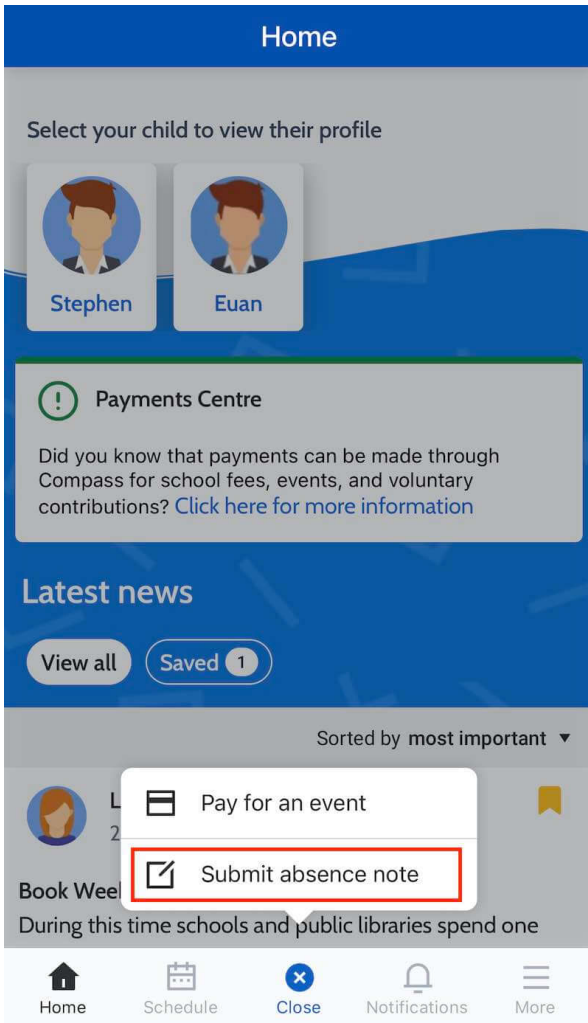 Home
Select your child to view their profile
Stephen
Euan
Payments Centre
Did you know that payments can be made through
Compass for school fees, events, and voluntary
contributions? Click here for more information
Latest news
View all
Saved 1
Sorted by most important
L
2
Pay for an event
Submit absence note
Book Weel
During this time schools and public libraries spend one
Home
Schedule
Close
Notifications
More